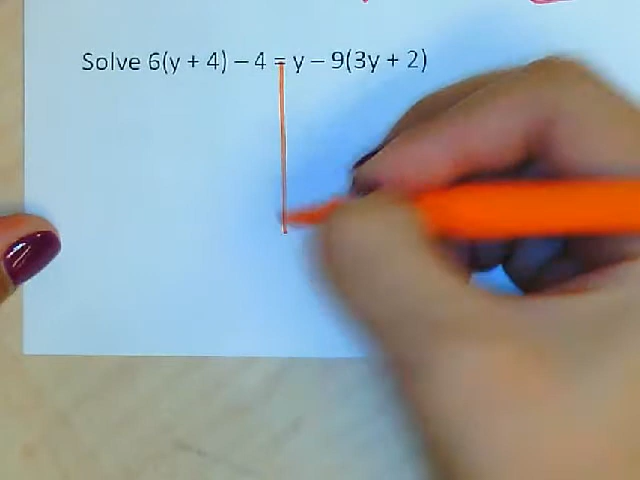 Solve 6(y + 4) – 4 = y – 9(3y + 2)